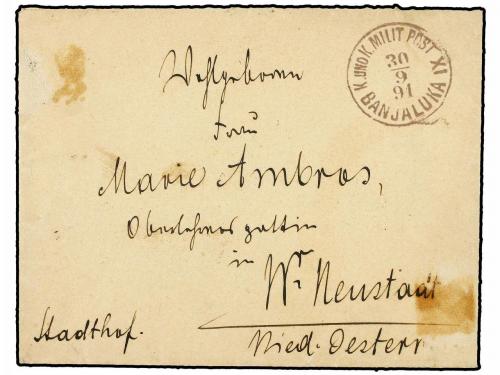 K. UND K. MILIT POST XI
30
9
91
BANJALUKA
Wohlgeboren
Frau
Marie Ambros,
Oberlehrersgattin
in
Wr Neustadt
Stadthof.
Nied. Oesterr